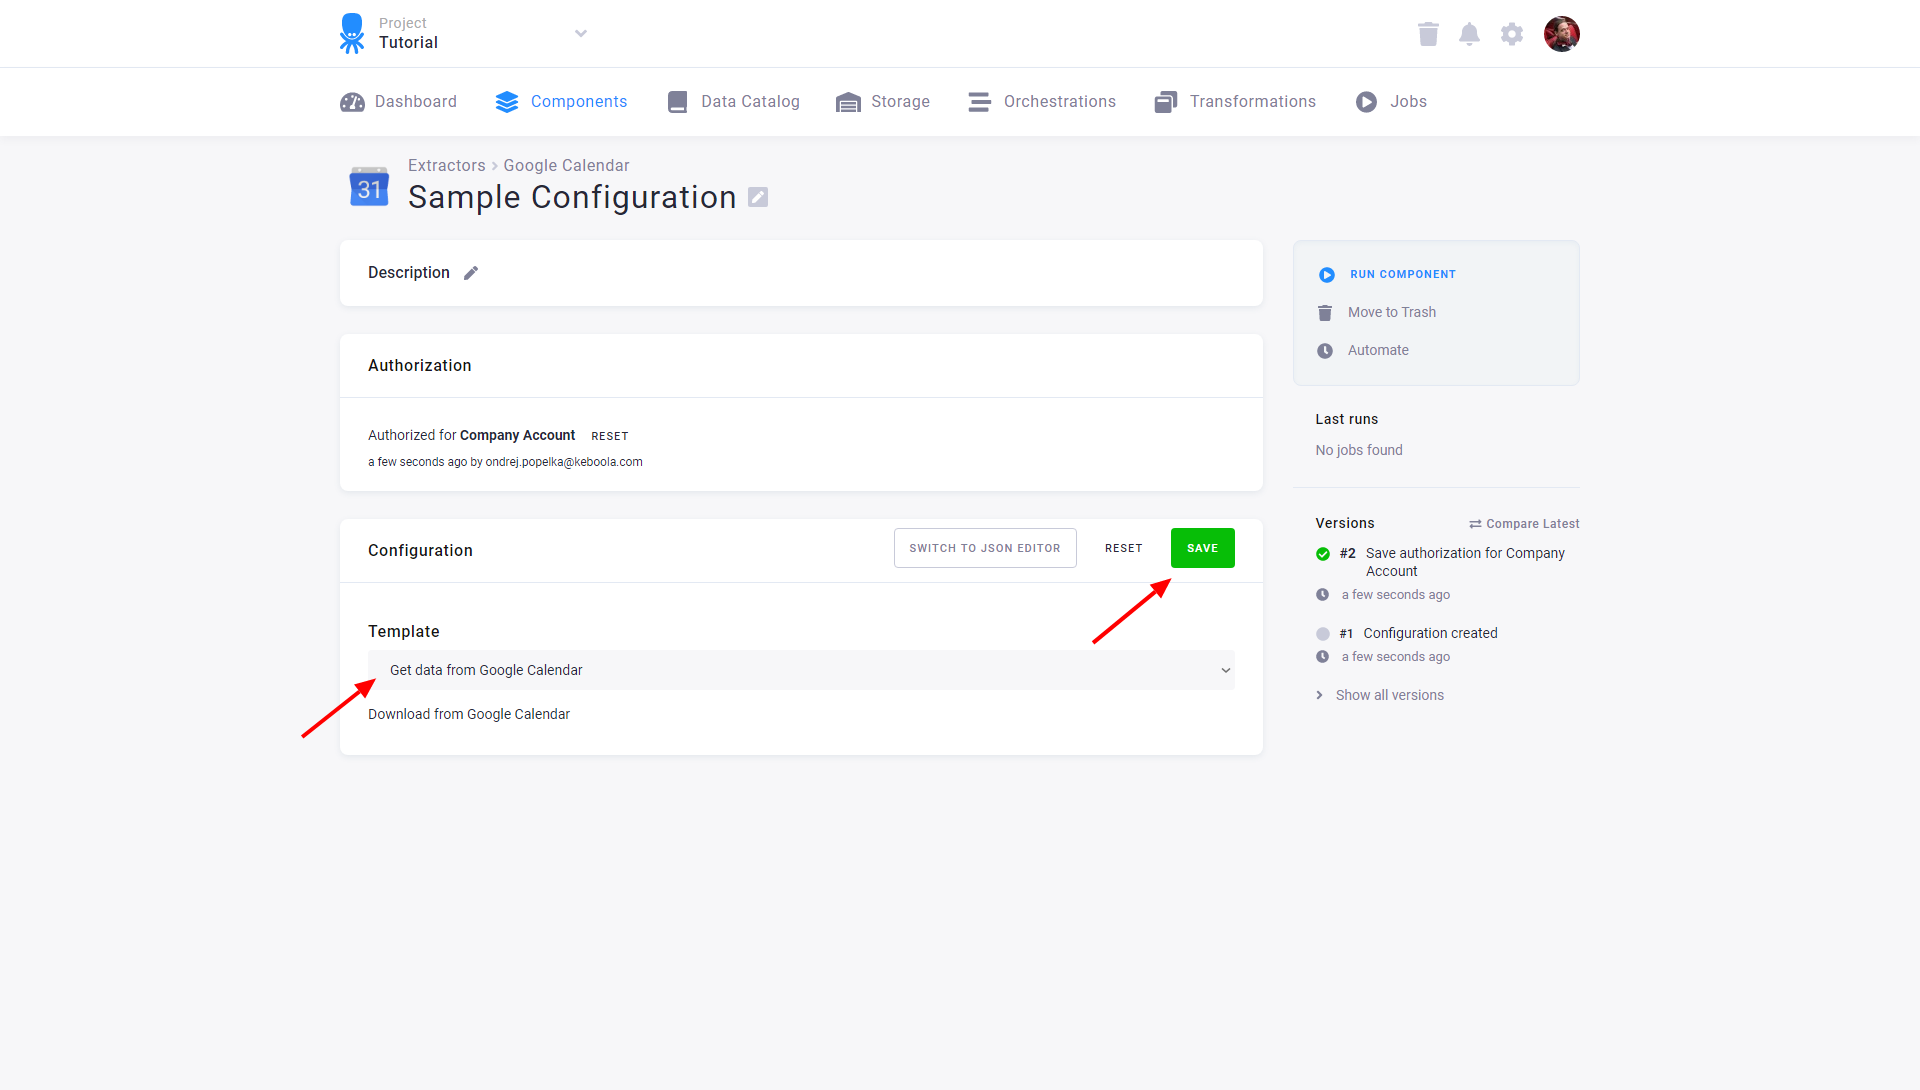 Project
Tutorial
Dashboard
Components
Data Catalog
Storage
Orchestrations
Transformations
Jobs
31
Extractors
Google Calendar
Sample Configuration
Description
Authorization
Authorized for Company Account
RESET
a few seconds ago by ondrej.popelka@keboola.com
Configuration
SWITCH TO JSON EDITOR
RESET
SAVE
Template
Get data from Google Calendar
Download from Google Calendar
RUN COMPONENT
Move to Trash
Automate
Last runs
No jobs found
Versions
Compare Latest
#2 Save authorization for Company
Account
a few seconds ago
#1 Configuration created
a few seconds ago
Show all versions